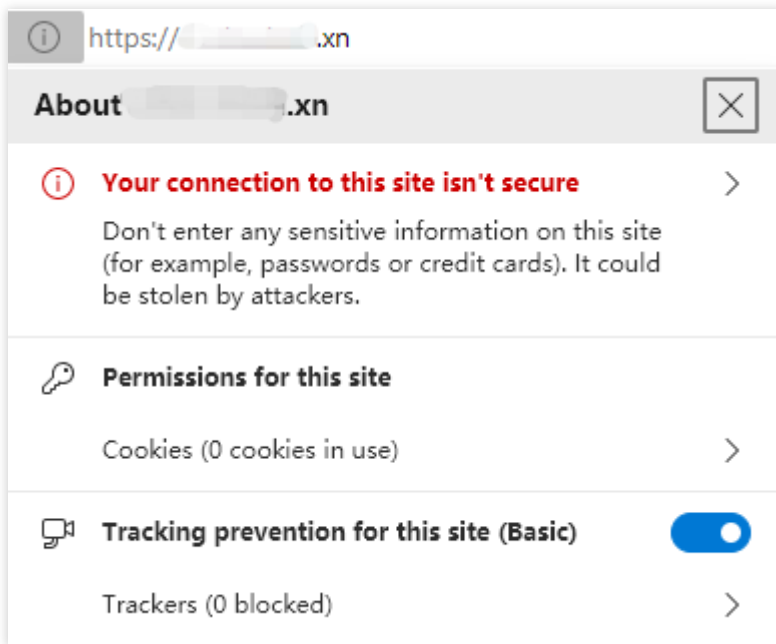 https:// .xn
About .xn
Your connection to this site isn't secure
Don't enter any sensitive information on this site
(for example, passwords or credit cards). It could
be stolen by attackers.
Permissions for this site
Cookies (0 cookies in use)
Tracking prevention for this site (Basic)
Trackers (0 blocked)